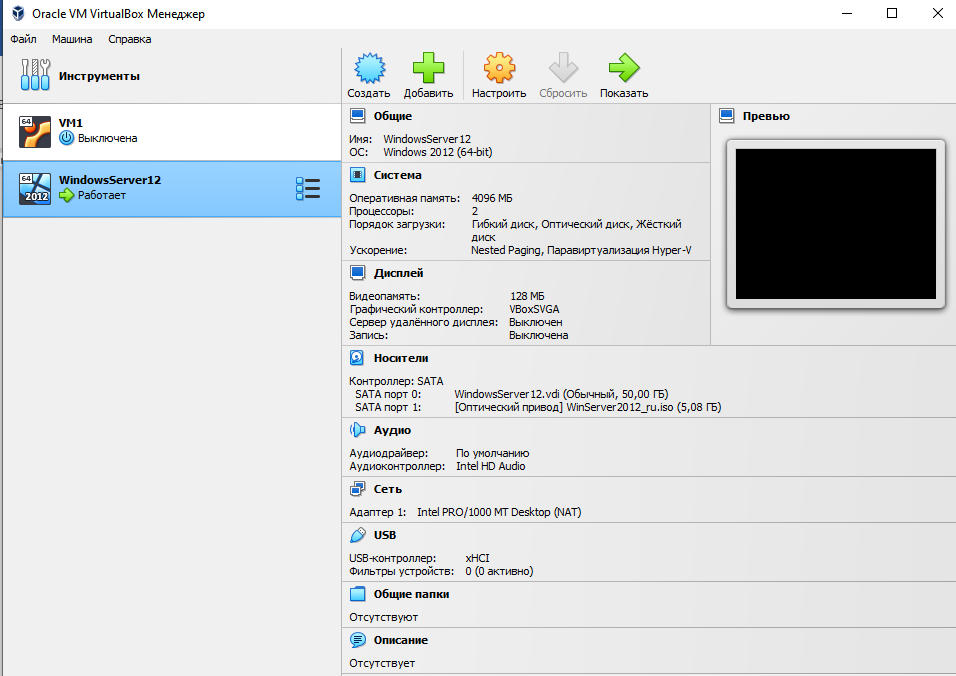 Oracle VM VirtualBox Менеджер
Файл Машина Справка
Инструменты
Создать Добавить Настроить Сбросить Показать
64
VM1
Выключена
64
2012
WindowsServer12
Работает
Общие
Имя: WindowsServer12
ОС: Windows 2012 (64-bit)
Превью
Система
Оперативная память: 4096 МБ
Процессоры: 2
Порядок загрузки: Гибкий диск, Оптический диск, Жёсткий
диск
Ускорение: Nested Paging, Паравиртуализация Hyper-V
Дисплей
Видеопамять: 128 МБ
Графический контроллер: VBoxSVGA
Сервер удалённого дисплея: Выключен
Запись: Выключена
Носители
Контроллер: SATA
SATA порт 0: WindowsServer12.vdi (Обычный, 50,00 ГБ)
SATA порт 1: [Оптический привод] WinServer2012_ru.iso (5,08 ГБ)
Аудио
Аудиодрайвер: По умолчанию
Аудиоконтроллер: Intel HD Audio
Сеть
Адаптер 1: Intel PRO/1000 MT Desktop (NAT)
USB
USB-контроллер: xHCI
Фильтры устройств: 0 (0 активно)
Общие папки
Отсутствуют
Описание
Отсутствует